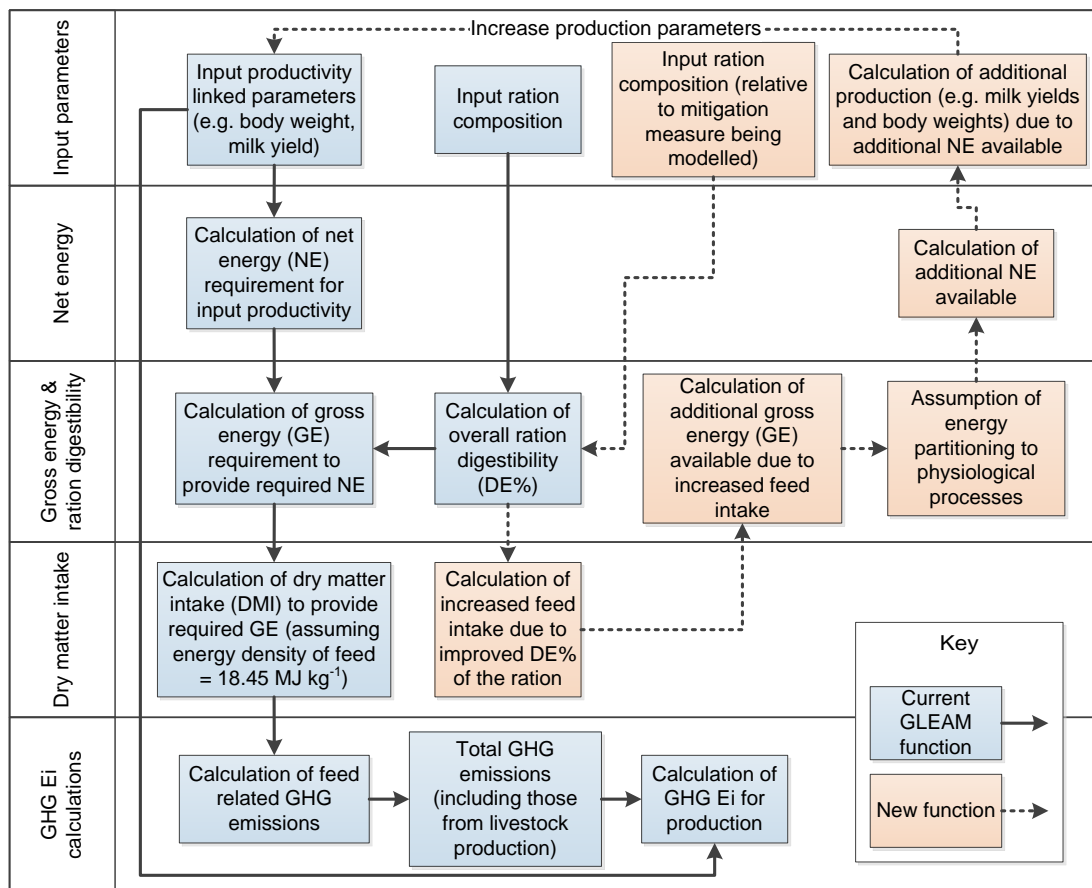 Increase production parameters
Input parameters
Input productivity
linked parameters
(e.g. body weight,
milk yield)
Input ration
composition
Input ration
composition (relative
to mitigation
measure being
modelled)
Calculation of
additional
production (e.g. milk yields
and body weights) due to
additional NE available
Net energy
Calculation of net
energy (NE)
requirement for
input productivity
Calculation of
additional NE
available
Gross energy &
ration digestibility
Calculation of gross
energy (GE)
requirement to
provide required NE
Calculation of
overall ration
digestibility
(DE%)
Calculation of
additional gross
energy (GE)
available due to
increased feed
intake
Assumption of
energy
partitioning to
physiological
processes
Dry matter
intake
Calculation of dry matter
intake (DMI) to provide
required GE (assuming
energy density of feed
= 18.45 MJ kg⁻¹)
Calculation of
increased feed
intake due to
improved DE%
of the ration
GHG Ei
calculations
Calculation of feed
related GHG
emissions
Total GHG
emissions
(including those
from livestock
production)
Calculation of
GHG Ei for
production
Key
Current
GLEAM
function
New function